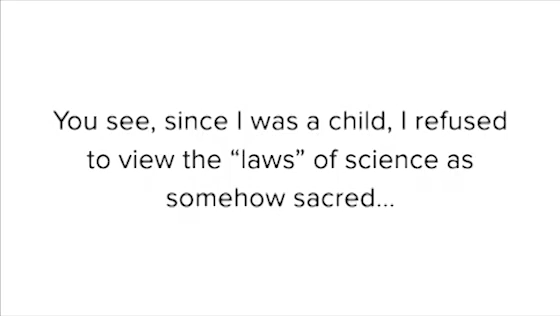 You see, since I was a child, I refused
to view the “laws” of science as
somehow sacred...